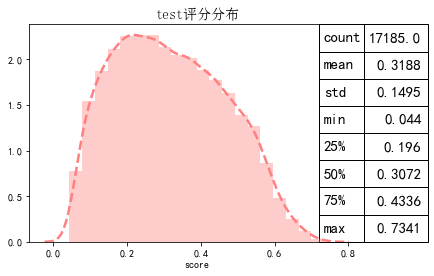 test评分分布
2.0
1.5
1.0
0.5
0.0
0.0 0.2 0.4 0.6 0.8
score
count 17185.0
mean 0.3188
std 0.1495
min 0.044
25% 0.196
50% 0.3072
75% 0.4336
max 0.7341